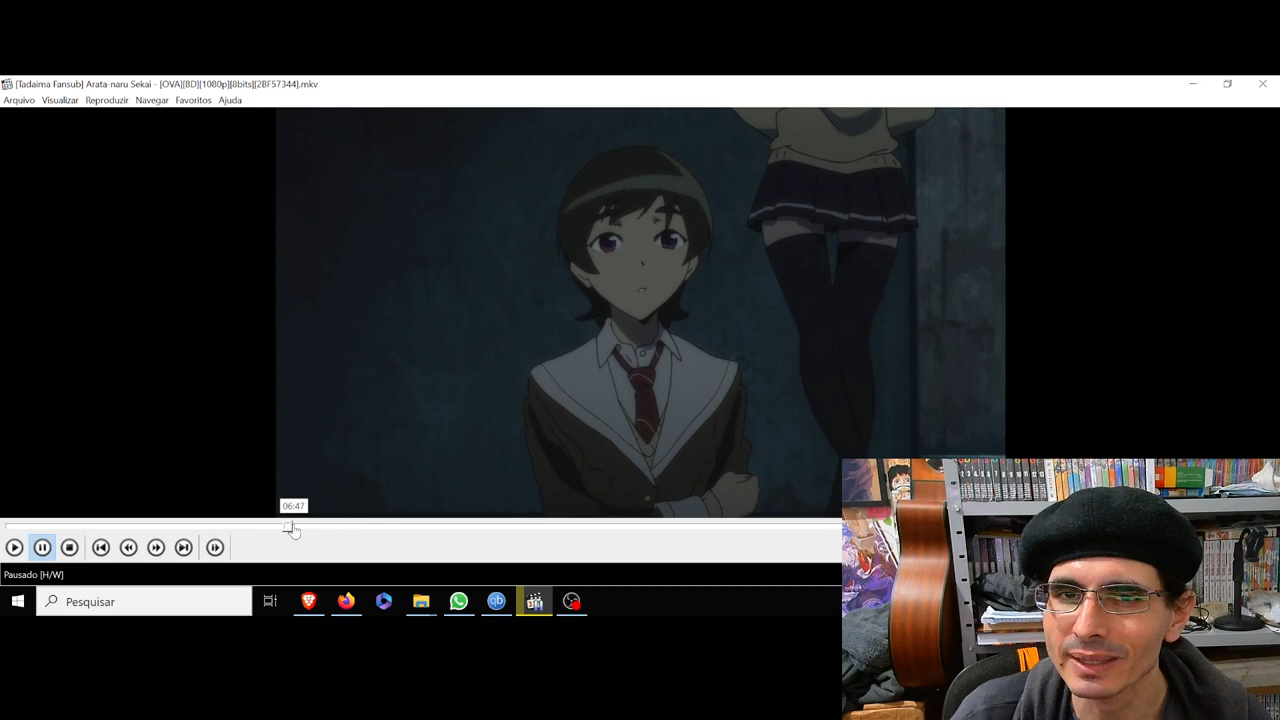 [Tadaima Fansub] Arata-naru Sekai - [OVA][BD][1080p][8bits][2BF57344].mkv
Arquivo Visualizar Reproduzir Navegar Favoritos Ajuda
06:47
Pausado [H/W]
Pesquisar
qb